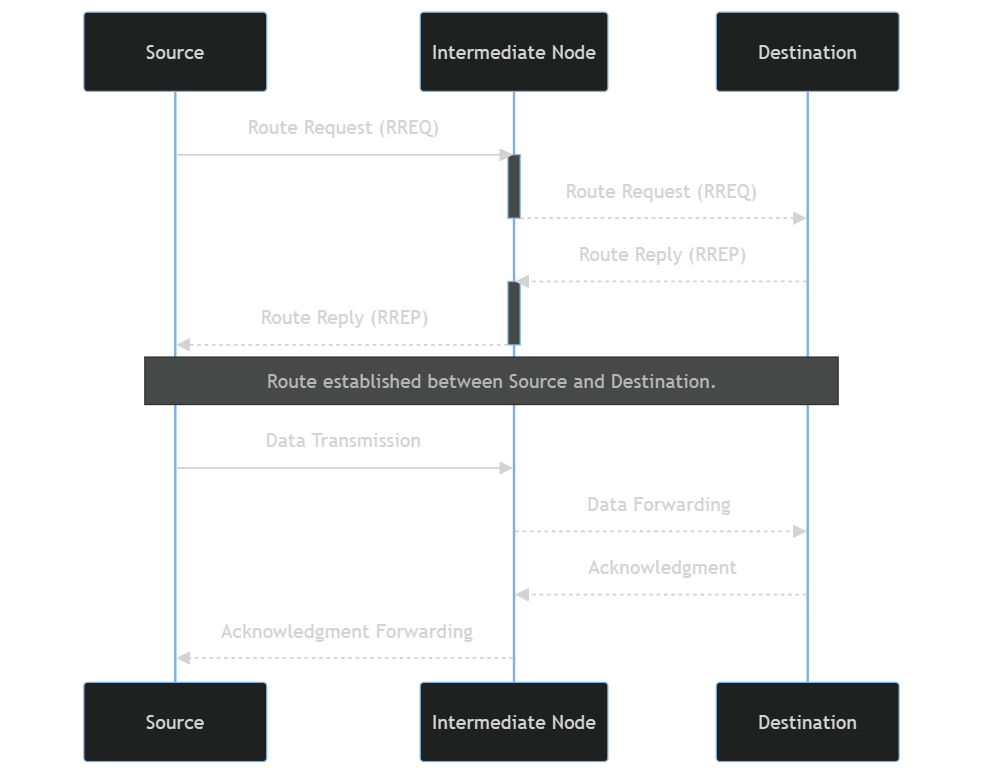 Source
Intermediate Node
Destination
Route Request (RREQ)
Route Request (RREQ)
Route Reply (RREP)
Route Reply (RREP)
Route established between Source and Destination.
Data Transmission
Data Forwarding
Acknowledgment
Acknowledgment Forwarding
Source
Intermediate Node
Destination